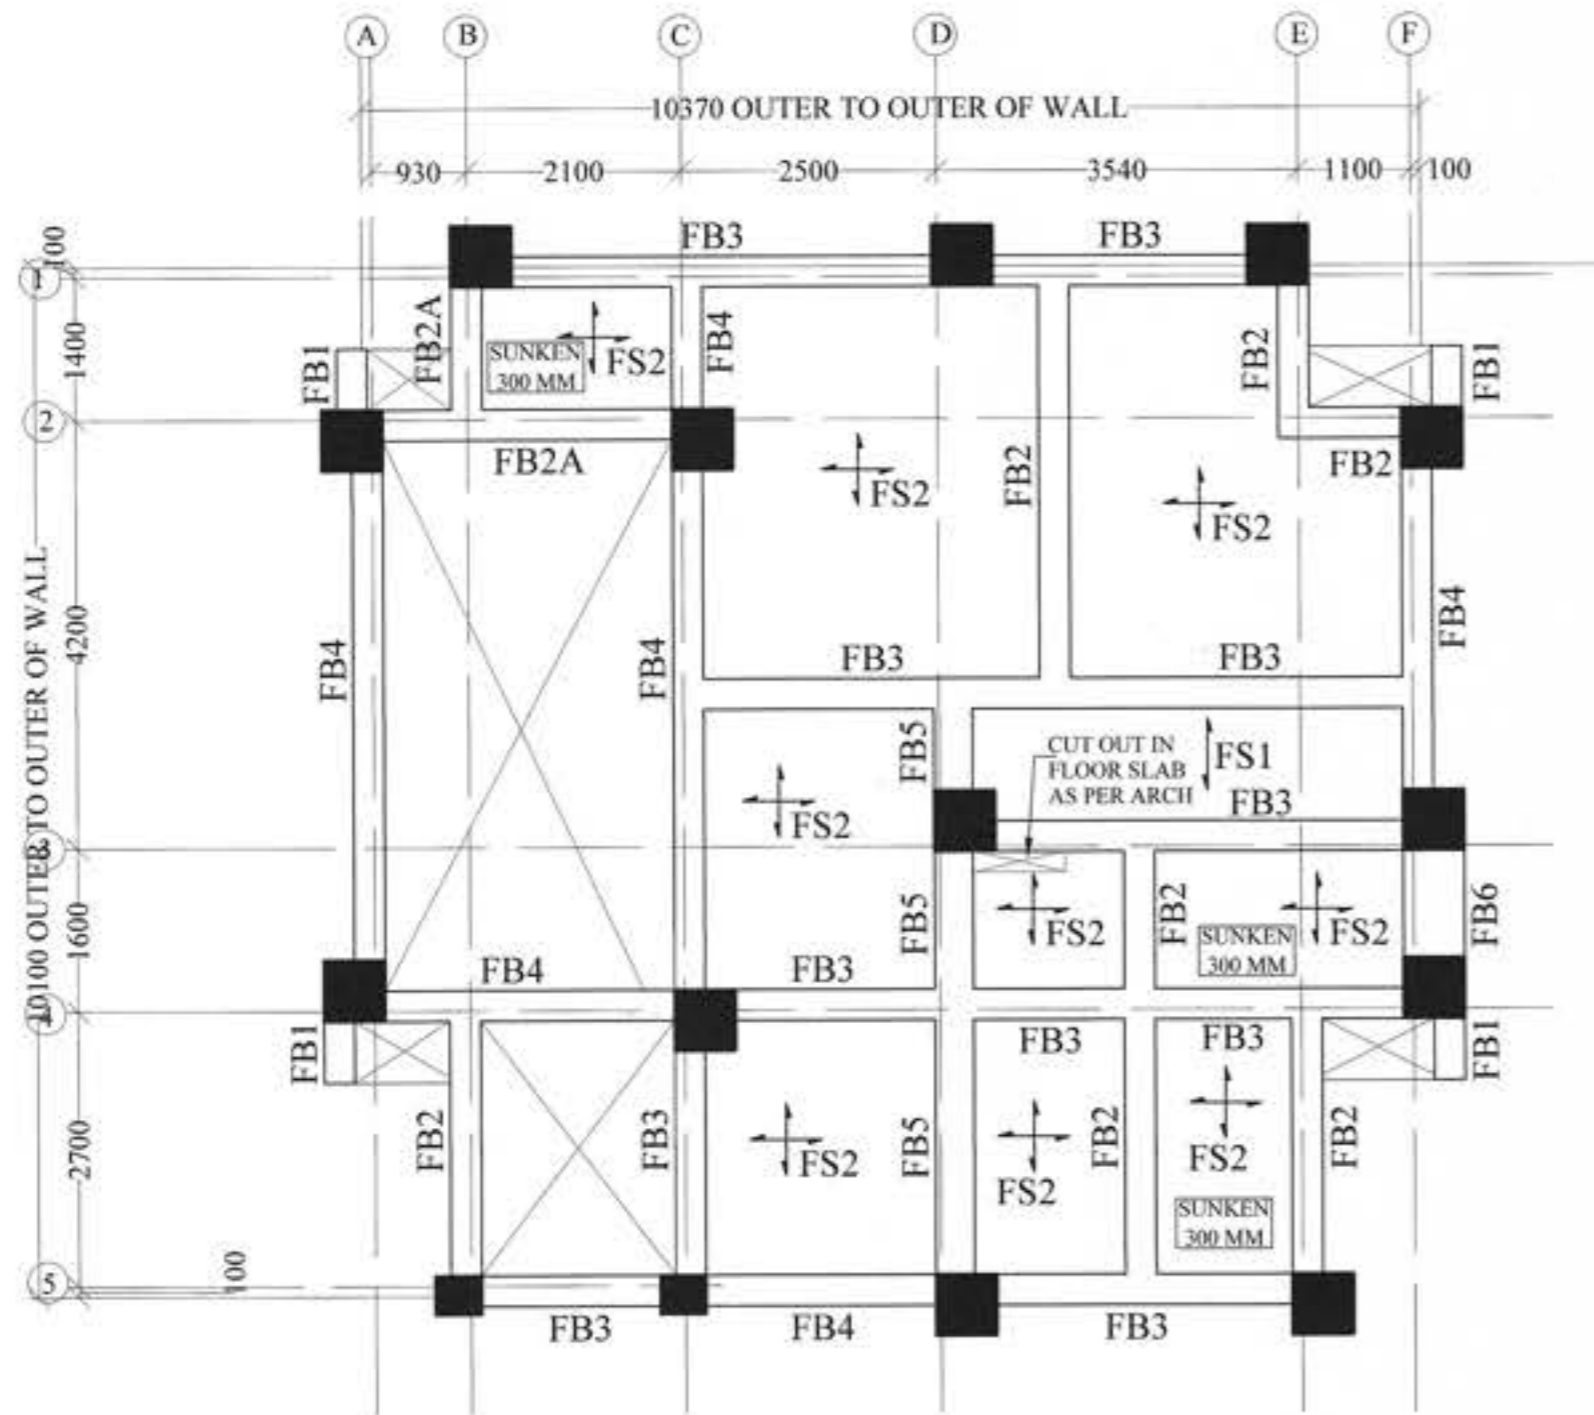 A B C D E F
10370 OUTER TO OUTER OF WALL
930 2100 2500 3540 1100 100
100
1
1400
2
4200
10100 OUTER TO OUTER OF WALL
3
1600
2700
5
100
FB3 FB3
FB2A
FB1
SUNKEN
300 MM
FS2
FB4
FB2
FB1
FB2A
FS2
FB2
FS2
FB2
FB4
FB4
FB4
FB3
FB3
FB5
CUT OUT IN
FLOOR SLAB
AS PER ARCH
FS1
FB3
FS2
FB5
FS2
FB2
SUNKEN
300 MM
FS2
FB6
FB4
FB3
FB1
FB3
FB3
FB1
FB2
FB3
FS2
FB5
FS2
FB2
FS2
SUNKEN
300 MM
FB2
FB3 FB4 FB3